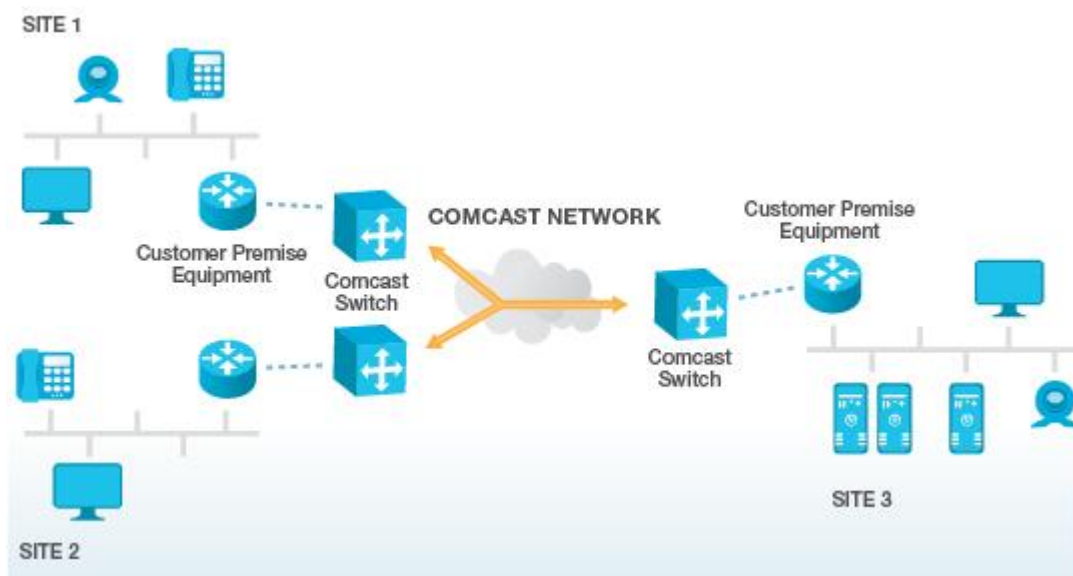 SITE 1
Customer Premise
Equipment
Comcast
Switch
COMCAST NETWORK
Customer Premise
Equipment
Comcast
Switch
SITE 2
SITE 3